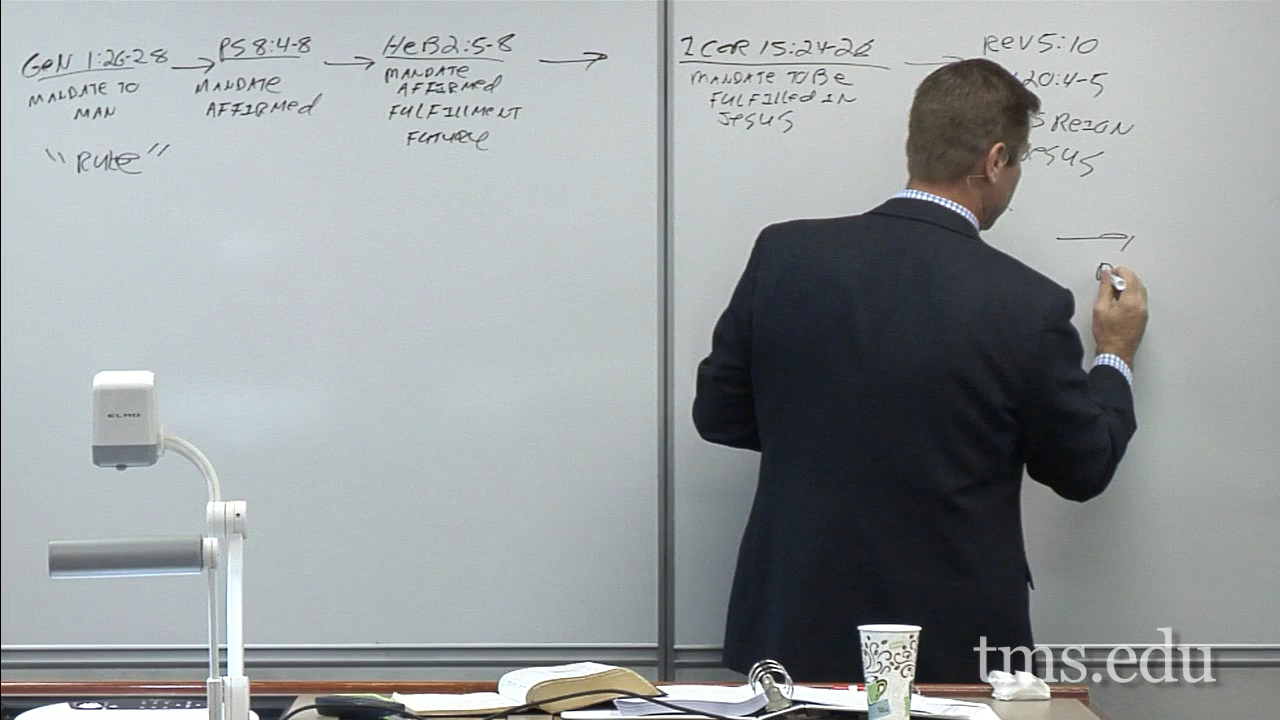 GEN 1:26-28
MANDATE TO
MAN
"RULE"
PS 8:4-8
MANDATE
AFFIRMED
HEB 2:5-8
MANDATE
AFFIRMED
FULFILLMENT
FUTURE
1 COR 15:24-28
MANDATE TO BE
FULFILLED IN
JESUS
REV 5:10
20:4-5
REIGN
ELMO
tms.edu